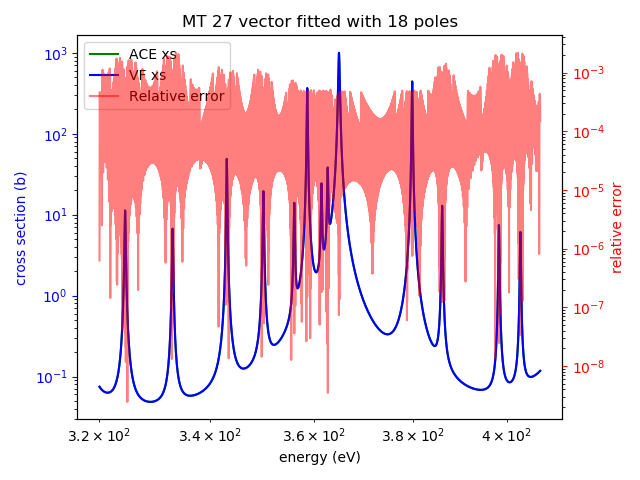 MT 27 vector fitted with 18 poles
ACE xs
VF xs
Relative error
cross section (b)
10³
10²
10¹
10⁰
10⁻¹
relative error
10⁻³
10⁻⁴
10⁻⁵
10⁻⁶
10⁻⁷
10⁻⁸
3.2 × 10² 3.4 × 10² 3.6 × 10² 3.8 × 10² 4 × 10²
energy (eV)